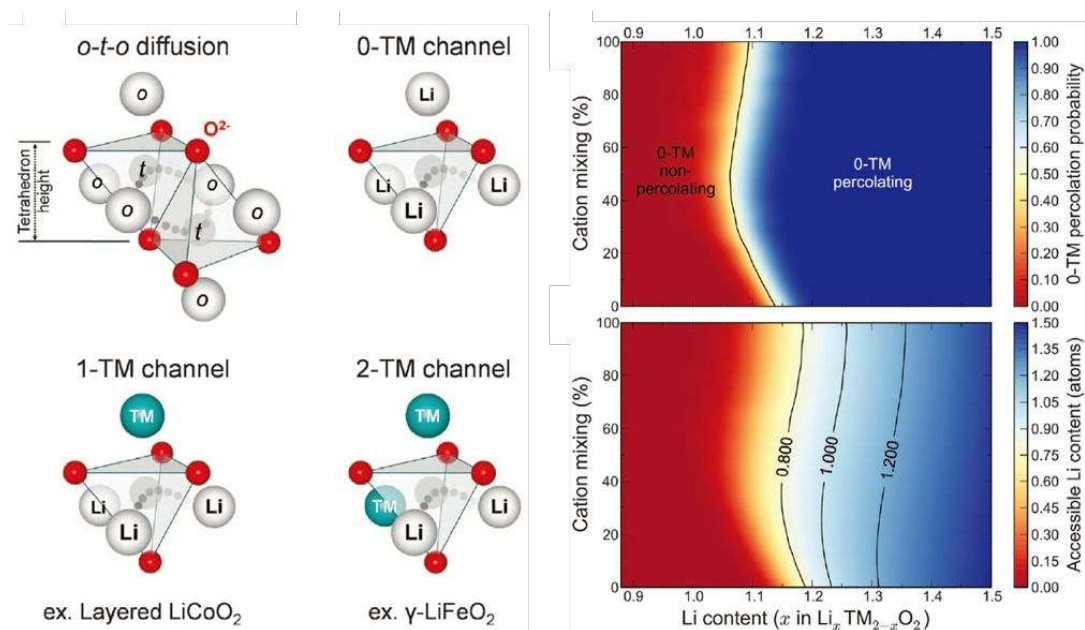 o-t-o diffusion
o
O²⁻
t
o
o
o
Tetrahedron
height
t
o
o
0-TM channel
Li
Li
Li
Li
1-TM channel
TM
Li
Li
Li
ex. Layered LiCoO₂
2-TM channel
TM
TM
Li
Li
ex. γ-LiFeO₂
0.9 1.0 1.1 1.2 1.3 1.4 1.5
100
80
60
40
20
0
Cation mixing (%)
0-TM
non-
percolating
0-TM
percolating
1.00
0.90
0.80
0.70
0.60
0.50
0.40
0.30
0.20
0.10
0.00
0-TM percolation probability
100
80
60
40
20
0
Cation mixing (%)
0.800
1.000
1.200
0.9 1.0 1.1 1.2 1.3 1.4 1.5
Li content (x in LiₓTM₂₋ₓO₂)
1.50
1.35
1.20
1.05
0.90
0.75
0.60
0.45
0.30
0.15
0.00
Accessible Li content (atoms)